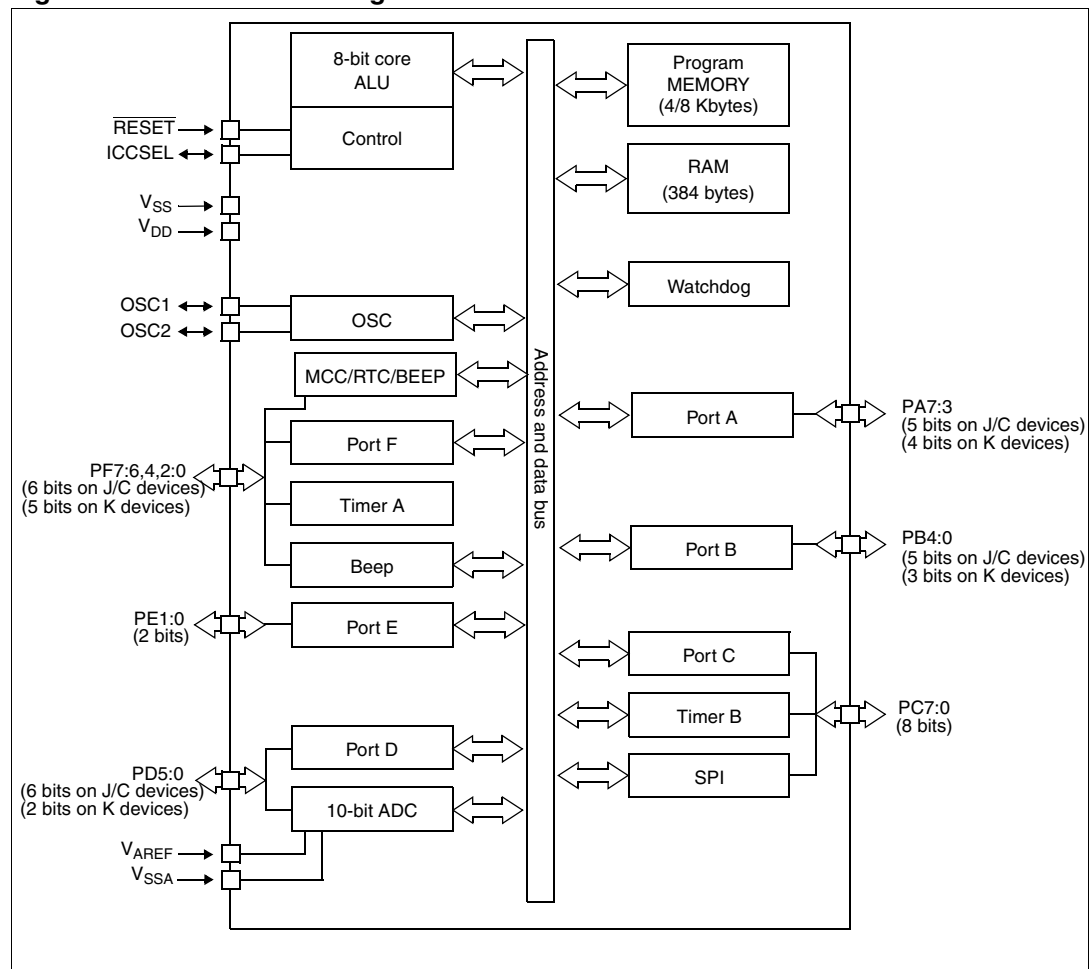 8-bit core
ALU
Control
RESET
ICCSEL
VSS
VDD
OSC1
OSC2
OSC
MCC/RTC/BEEP
Port F
PF7:6,4,2:0
(6 bits on J/C devices)
(5 bits on K devices)
Timer A
Beep
PE1:0
(2 bits)
Port E
Port D
PD5:0
(6 bits on J/C devices)
(2 bits on K devices)
10-bit ADC
VAREF
VSSA
Address and data bus
Program
MEMORY
(4/8 Kbytes)
RAM
(384 bytes)
Watchdog
Port A
PA7:3
(5 bits on J/C devices)
(4 bits on K devices)
Port B
PB4:0
(5 bits on J/C devices)
(3 bits on K devices)
Port C
Timer B
PC7:0
(8 bits)
SPI